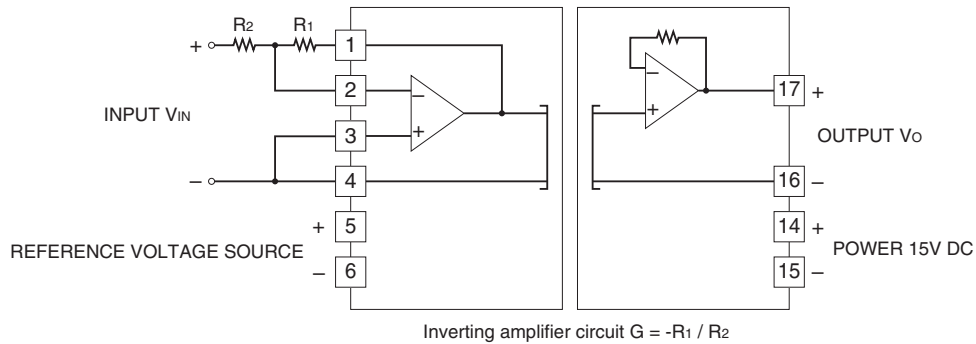 R2 R1
+ 1
2 –
INPUT VIN
3 +
– 4
+ 5
REFERENCE VOLTAGE SOURCE
– 6
–
+
17 +
OUTPUT VO
16 –
14 +
POWER 15V DC
15 –
Inverting amplifier circuit G = -R1 / R2